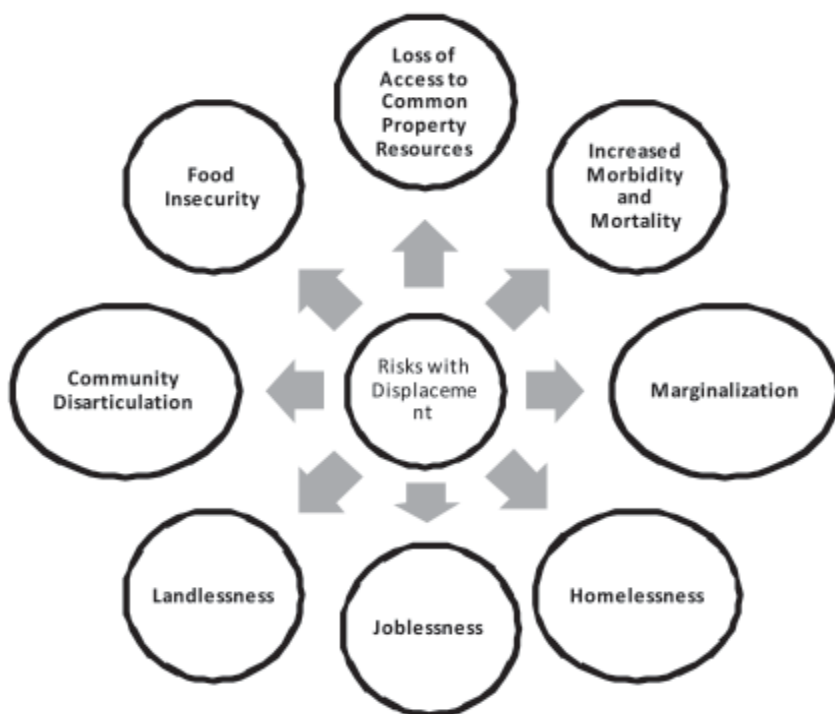 Loss of
Access to
Common
Property
Resources
Food
Insecurity
Increased
Morbidity
and
Mortality
Community
Disarticulation
Risks with
Displaceme
nt
Marginalization
Landlessness
Joblessness
Homelessness